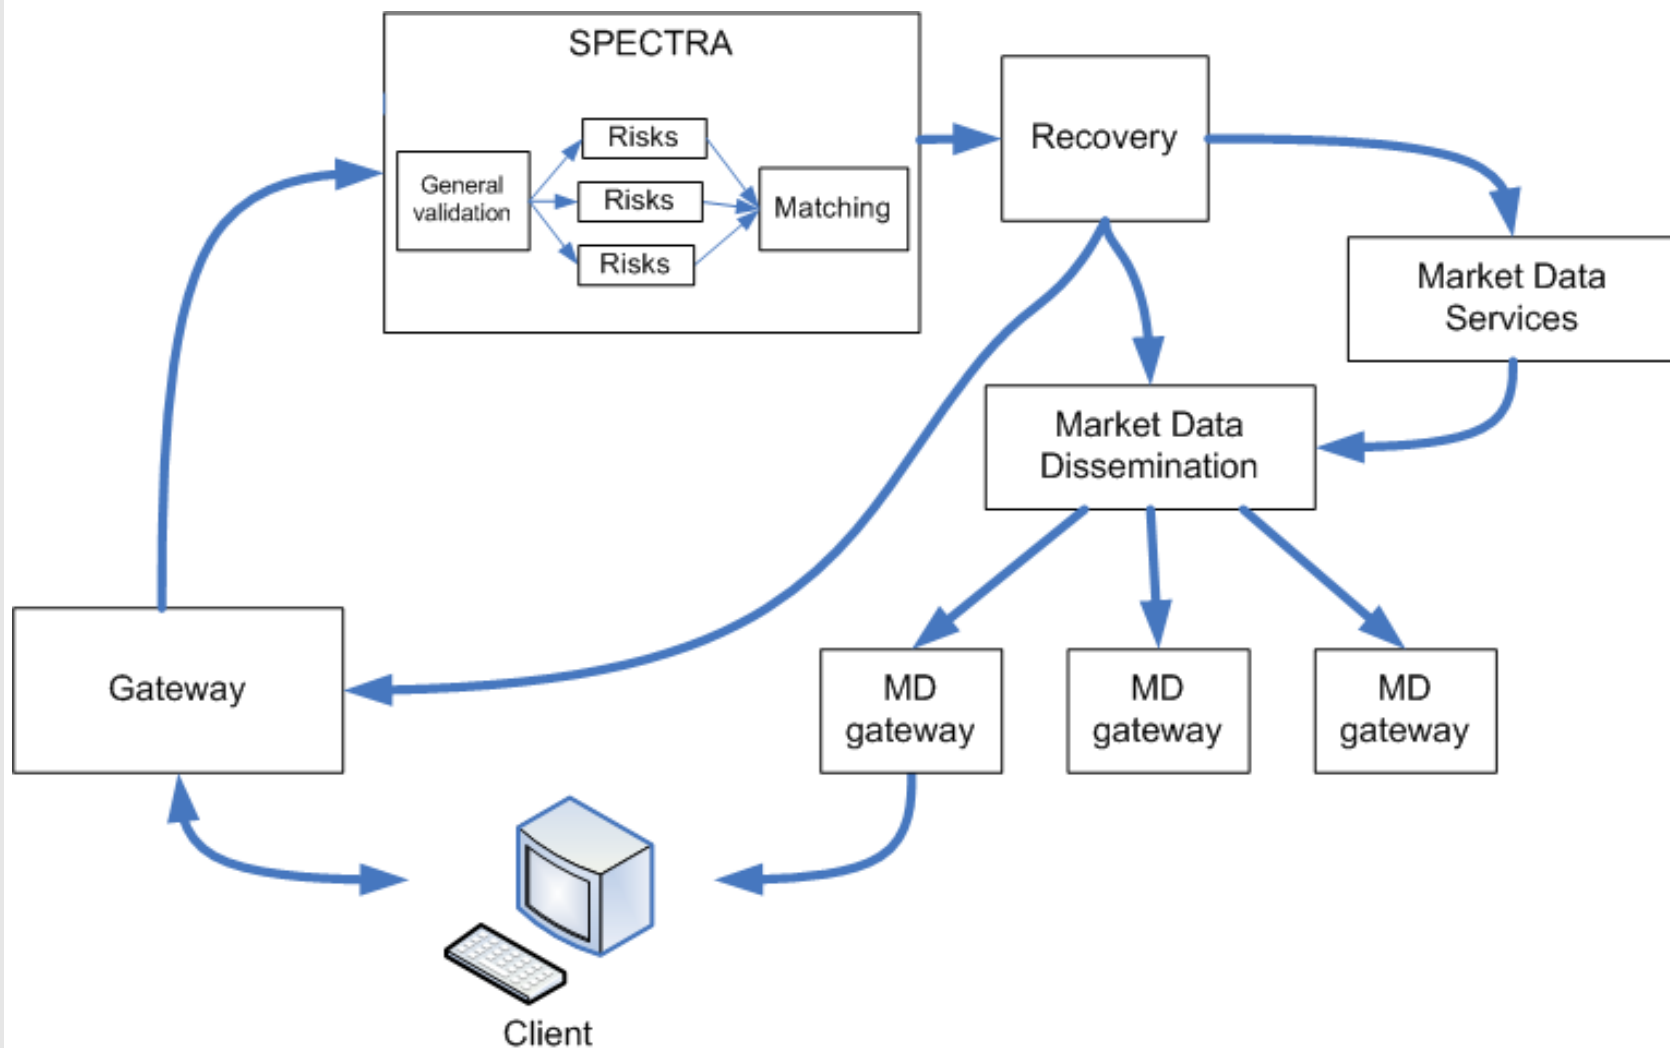 SPECTRA
General
validation
Risks
Risks
Risks
Matching
Recovery
Market Data
Services
Market Data
Dissemination
Gateway
MD
gateway
MD
gateway
MD
gateway
Client